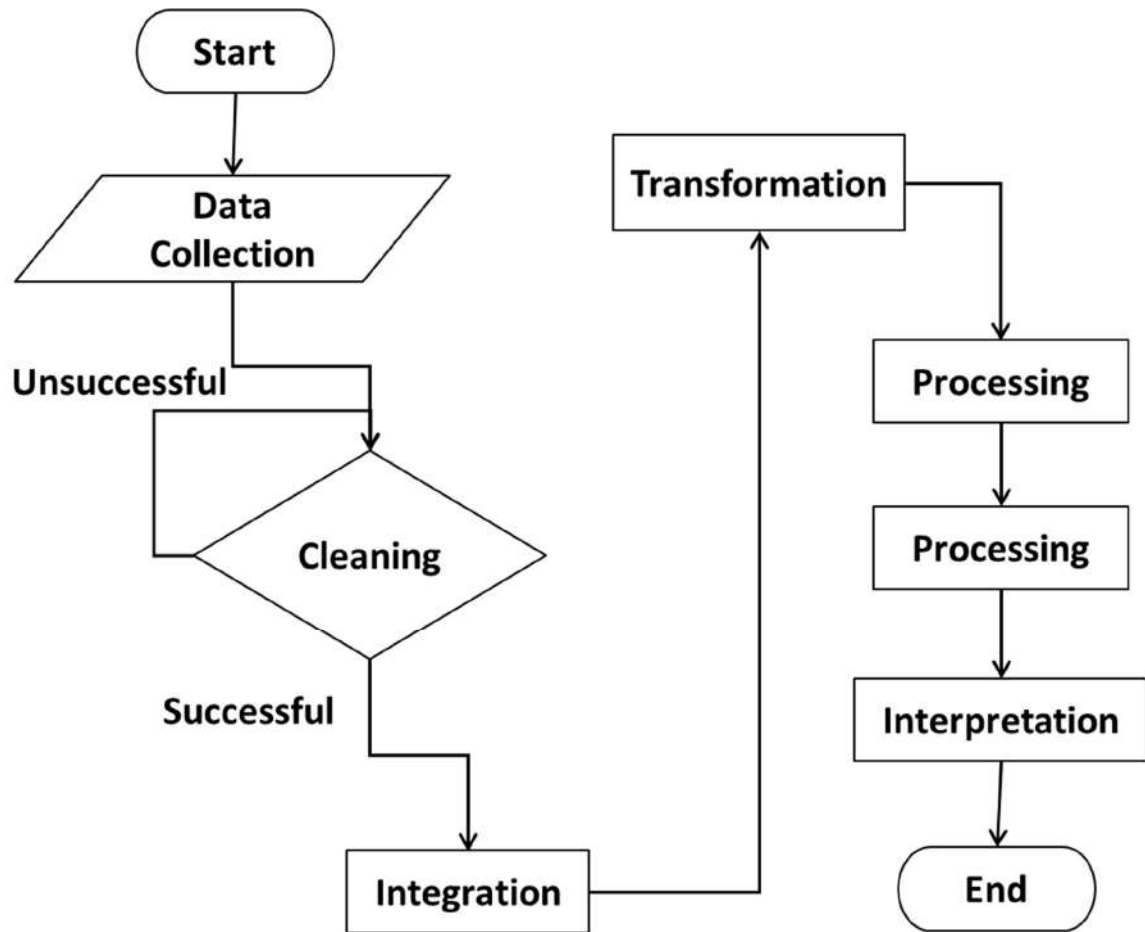 Start
Data
Collection
Unsuccessful
Cleaning
Successful
Integration
Transformation
Processing
Processing
Interpretation
End